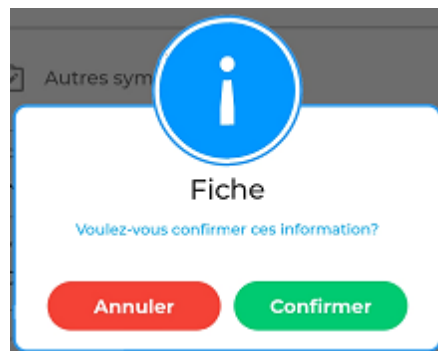 Autres sym
Fiche
Voulez-vous confirmer ces information?
Annuler
Confirmer